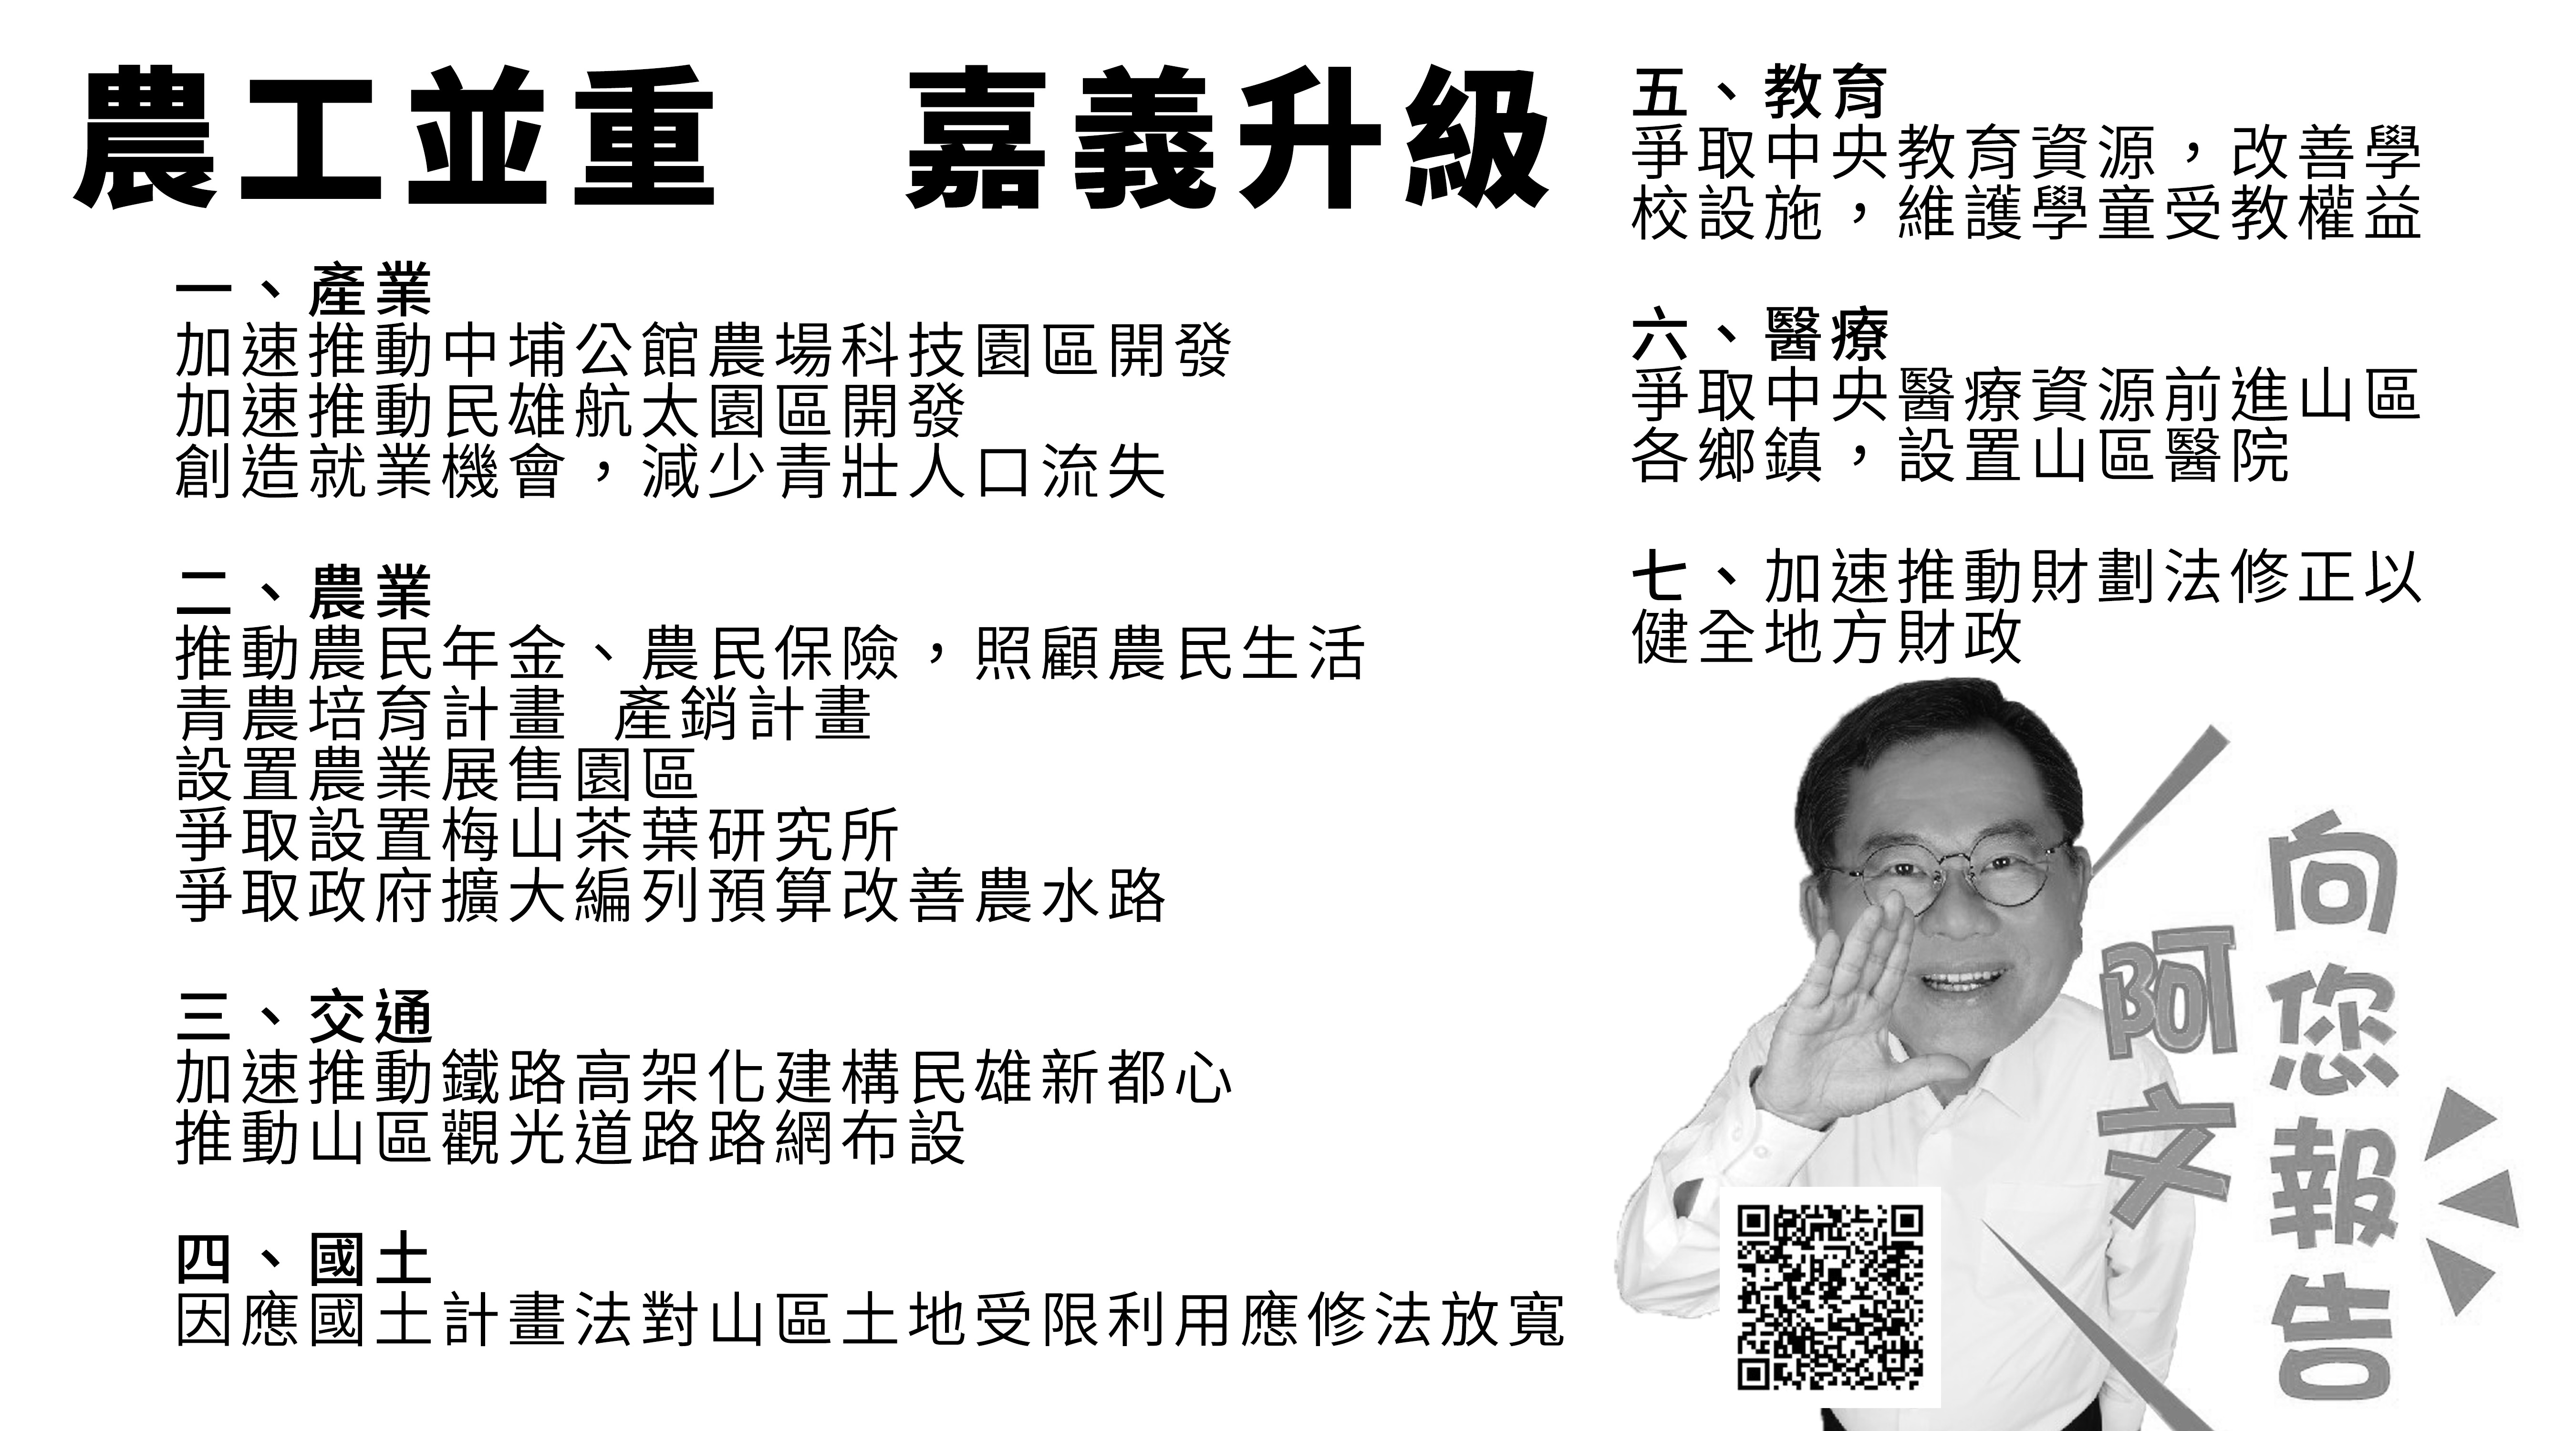 農工並重　嘉義升級
一、產業
加速推動中埔公館農場科技園區開發
加速推動民雄航太園區開發
創造就業機會，減少青壯人口流失
二、農業
推動農民年金、農民保險，照顧農民生活
青農培育計畫 產銷計畫
設置農業展售園區
爭取設置梅山茶葉研究所
爭取政府擴大編列預算改善農水路
三、交通
加速推動鐵路高架化建構民雄新都心
推動山區觀光道路路網布設
四、國土
因應國土計畫法對山區土地受限利用應修法放寬
五、教育
爭取中央教育資源，改善學
校設施，維護學童受教權益
六、醫療
爭取中央醫療資源前進山區
各鄉鎮，設置山區醫院
七、加速推動財劃法修正以
健全地方財政
阿文
向您報告